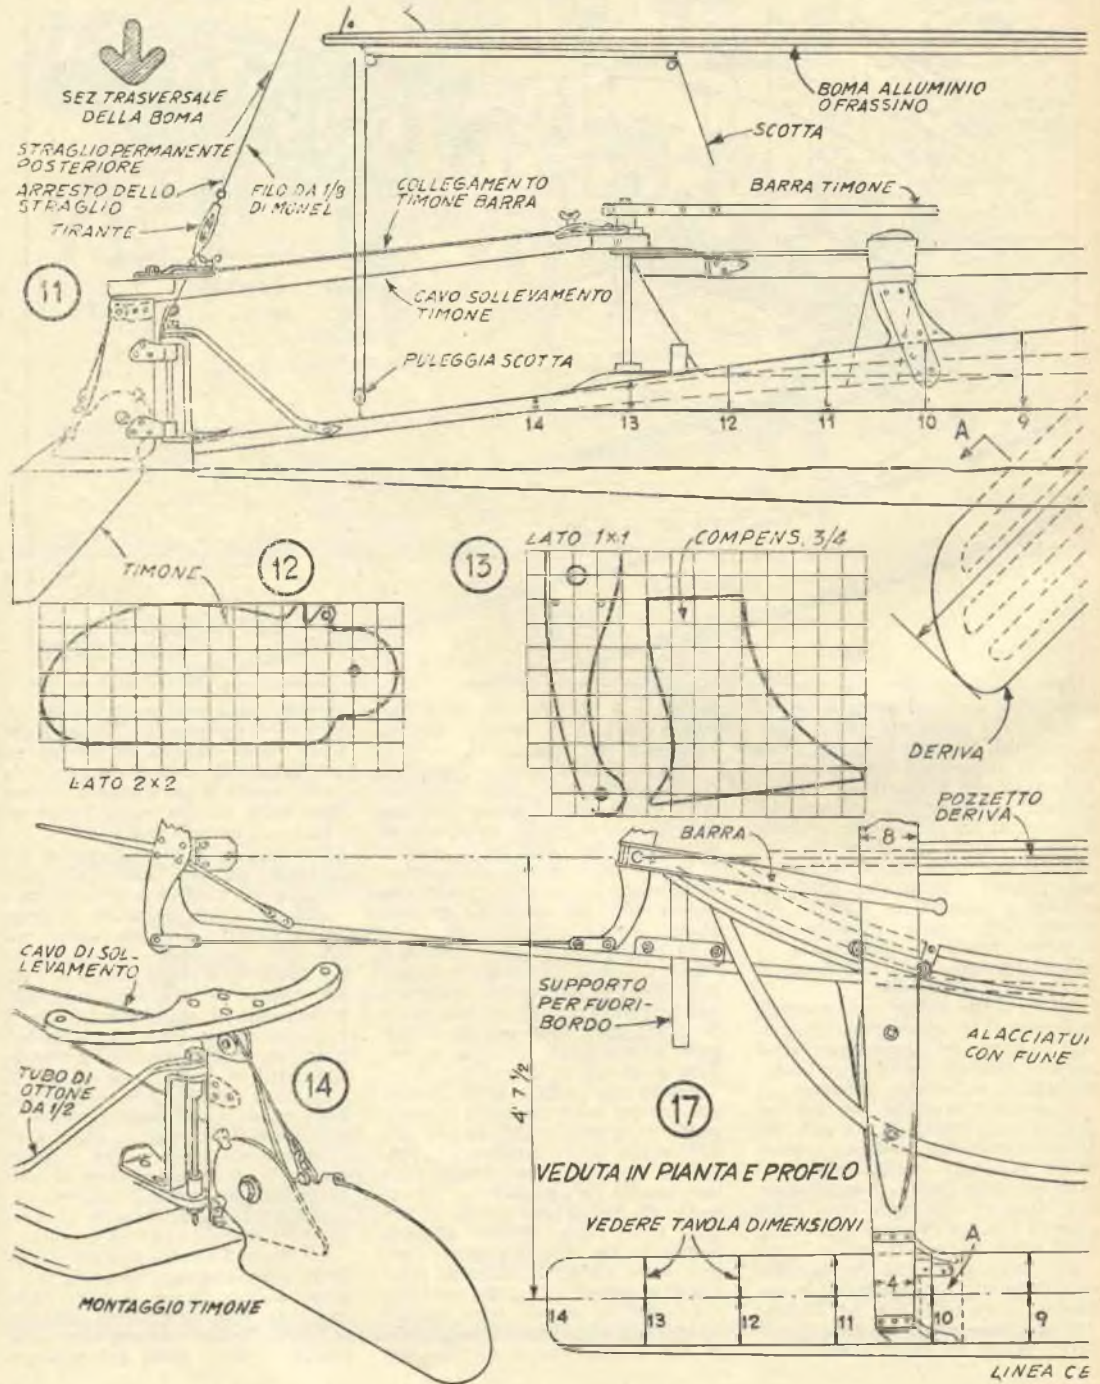 SEZ TRASVERSALE
DELLA BOMA
STRAGLIO PERMANENTE
POSTERIORE
ARRESTO DELLO
STRAGLIO
TIRANTE
FILO DA 1/8
DI MONEL
COLLEGAMENTO
TIMONE BARRA
BOMA ALLUMINIO
O FRASSINO
SCOTTA
BARRA TIMONE
11
CAVO SOLLEVAMENTO
TIMONE
PULEGGIA SCOTTA
14
13
12
11
10
9
A
TIMONE
12
LATO 2x2
13
LATO 1x1
COMPENS. 3/4
DERIVA
POZZETTO
DERIVA
BARRA
8
C
CAVO DI SOL-
LEVAMENTO
SUPPORTO
PER FUORI-
BORDO
ALACCIATU
CON FUNE
TUBO DI
OTTONE
DA 1/2
14
4' 7 1/2
17
VEDUTA IN PIANTA E PROFILO
VEDERE TAVOLA DIMENSIONI
A
4
MONTAGGIO TIMONE
14
13
12
11
10
9
LINEA CE